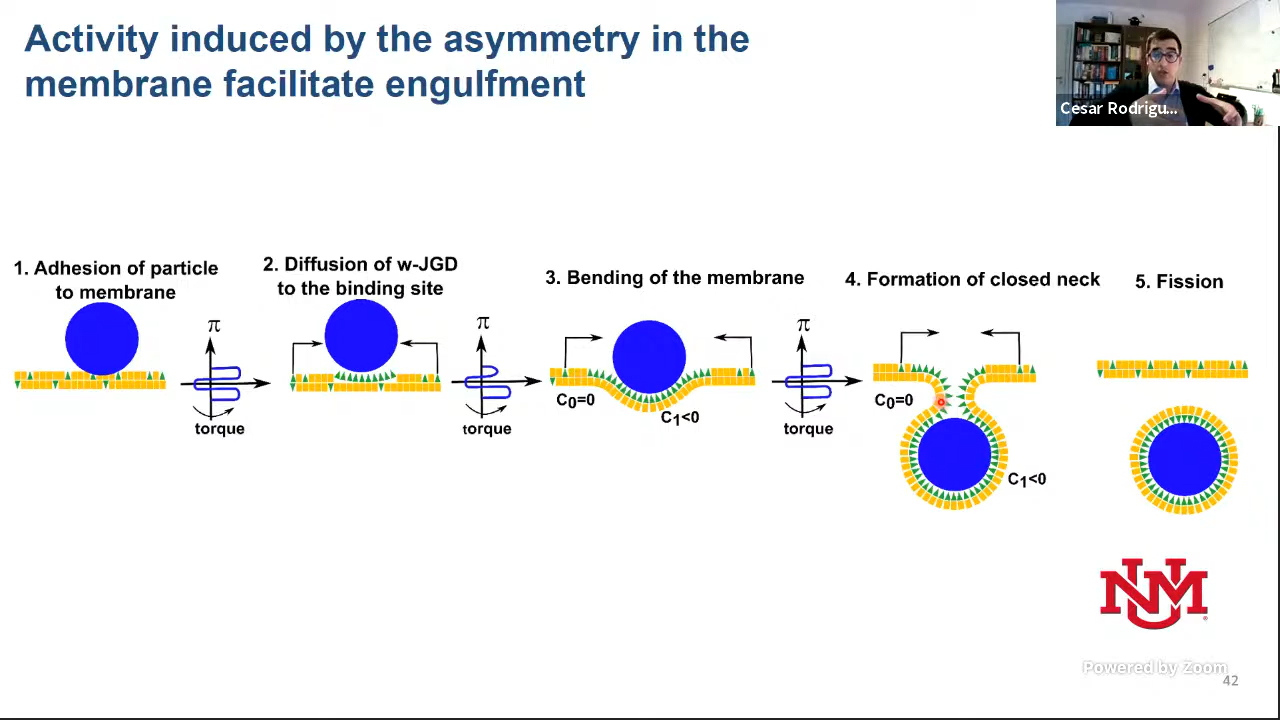 Activity induced by the asymmetry in the
membrane facilitate engulfment
Cesar Rodrigu...
1. Adhesion of particle
to membrane
2. Diffusion of w-JGD
to the binding site
3. Bending of the membrane
4. Formation of closed neck
5. Fission
π
torque
π
torque
C0=0
C1<0
π
torque
C0=0
C1<0
UNM
®
Powered by Zoom
42